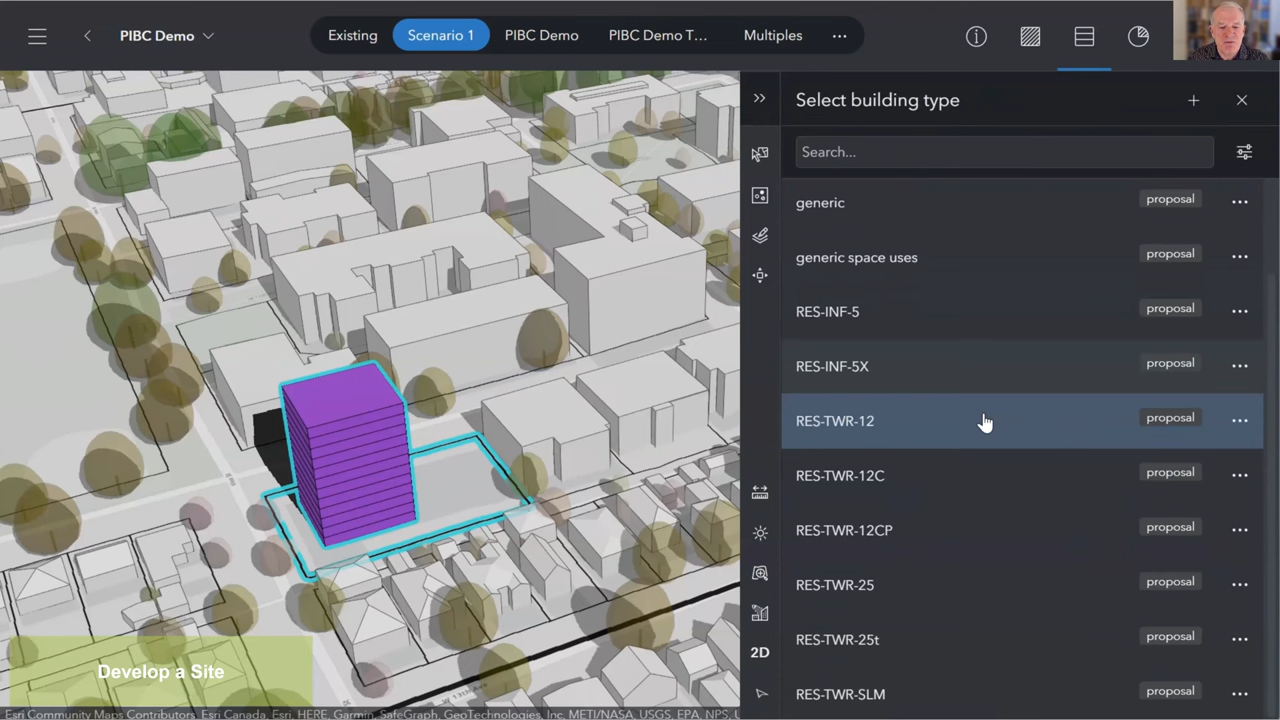 PIBC Demo
Existing
Scenario 1
PIBC Demo
PIBC Demo T...
Multiples
Select building type
Search...
generic
proposal
generic space uses
proposal
RES-INF-5
proposal
RES-INF-5X
proposal
RES-TWR-12
proposal
RES-TWR-12C
proposal
RES-TWR-12CP
proposal
RES-TWR-25
proposal
RES-TWR-25t
proposal
RES-TWR-SLM
proposal
2D
Develop a Site
Esri Community Maps Contributors, Esri Canada, Esri, HERE, Garmin, SafeGraph, GeoTechnologies, Inc, METI/NASA, USGS, EPA, NPS, U